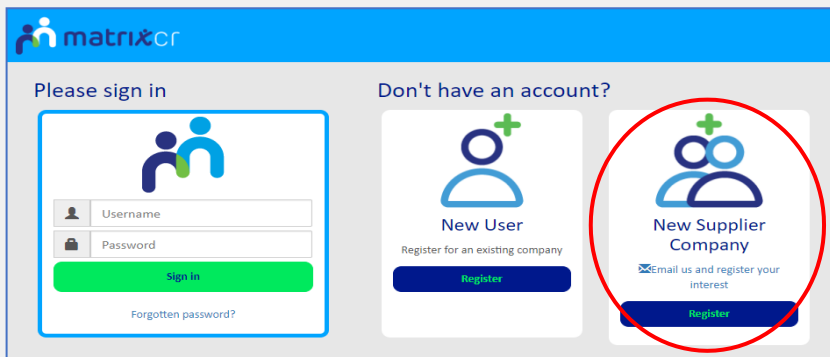 matrixcr
Please sign in
Don't have an account?
Username
Password
Sign in
Forgotten password?
New User
Register for an existing company
Register
New Supplier
Company
Email us and register your
interest
Register